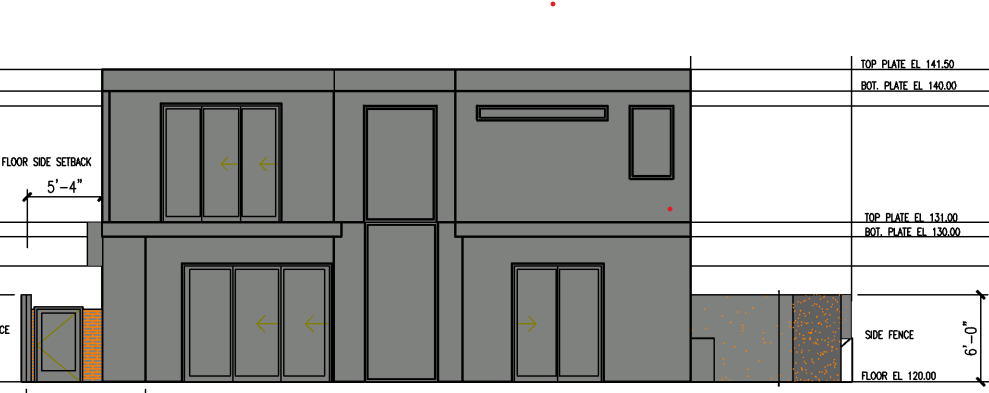 TOP PLATE EL 141.50
BOT. PLATE EL 140.00
FLOOR SIDE SETBACK
5'-4"
TOP PLATE EL 131.00
BOT. PLATE EL 130.00
CE
SIDE FENCE
6'-0"
FLOOR EL 120.00